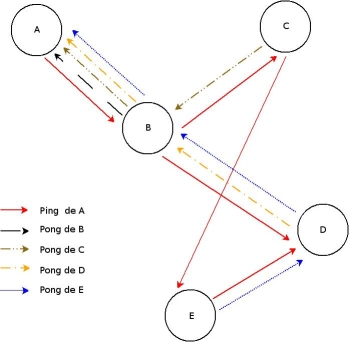 A
C
B
D
E
Ping de A
Pong de B
Pong de C
Pong de D
Pong de E